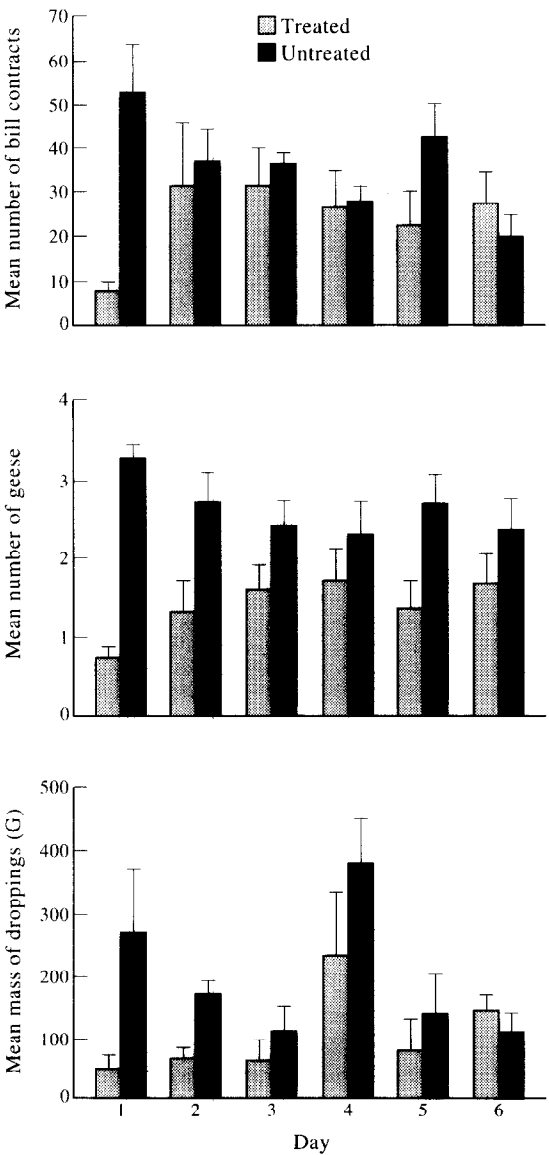 Treated
Untreated
Mean number of bill contracts
70
60
50
40
30
20
10
0
Mean number of geese
4
3
2
1
0
Mean mass of droppings (G)
500
400
300
200
100
0
1 2 3 4 5 6
Day